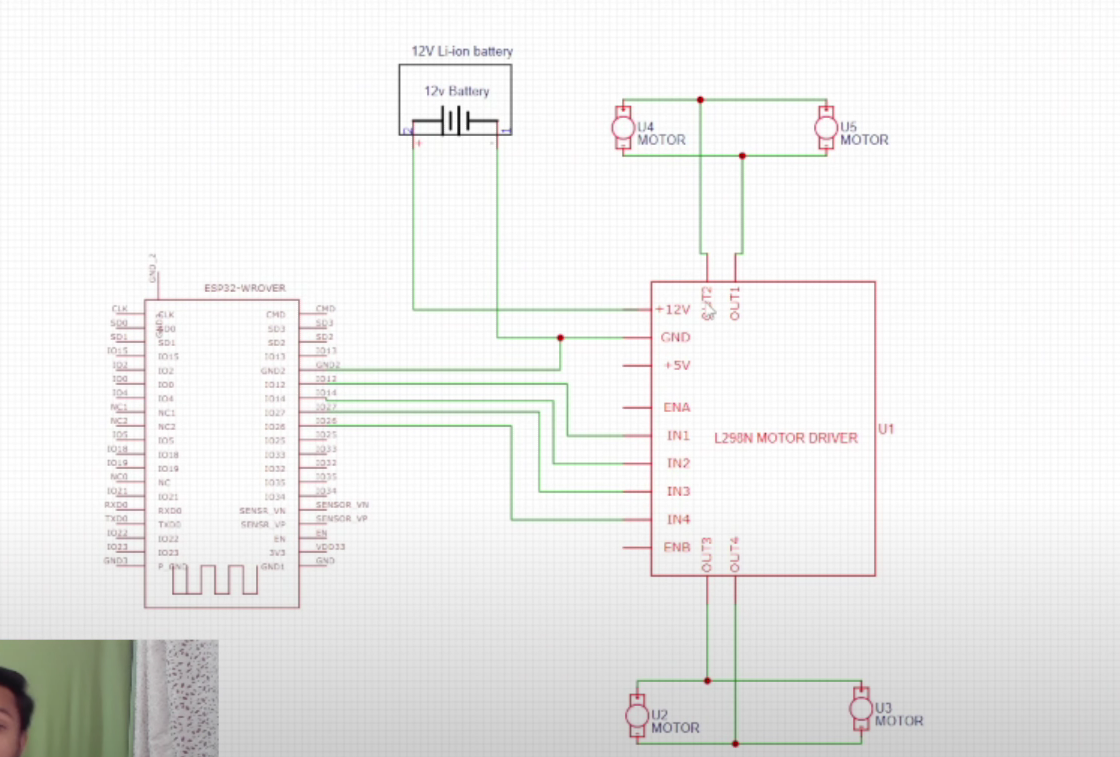 12V Li-ion battery
12v Battery
2
1
+
-
U4
MOTOR
U5
MOTOR
GND_2
ESP32-WROVER
CLK CLK CMD CMD
SD0 SD0 SD3 SD3
SD1 SD1 SD2 SD2
IO15 IO15 IO13 IO13
IO2 IO2 GND2 GND2
IO0 IO0 IO12 IO12
IO4 IO4 IO14 IO14
NC1 NC1 IO27 IO27
NC2 NC2 IO26 IO26
IO5 IO5 IO25 IO25
IO18 IO18 IO33 IO33
IO19 IO19 IO32 IO32
NC0 NC IO35 IO35
IO21 IO21 IO34 IO34
RXD0 RXD0 SENSR_VN SENSOR_VN
TXD0 TXD0 SENSR_VP SENSOR_VP
IO22 IO22 EN EN
IO23 IO23 3V3 VDD33
GND3 P_GND GND1 GND
OUT1
+12V
GND
+5V
ENA
IN1
IN2
IN3
IN4
ENB
L298N MOTOR DRIVER
U1
OUT3
OUT4
U2
MOTOR
U3
MOTOR